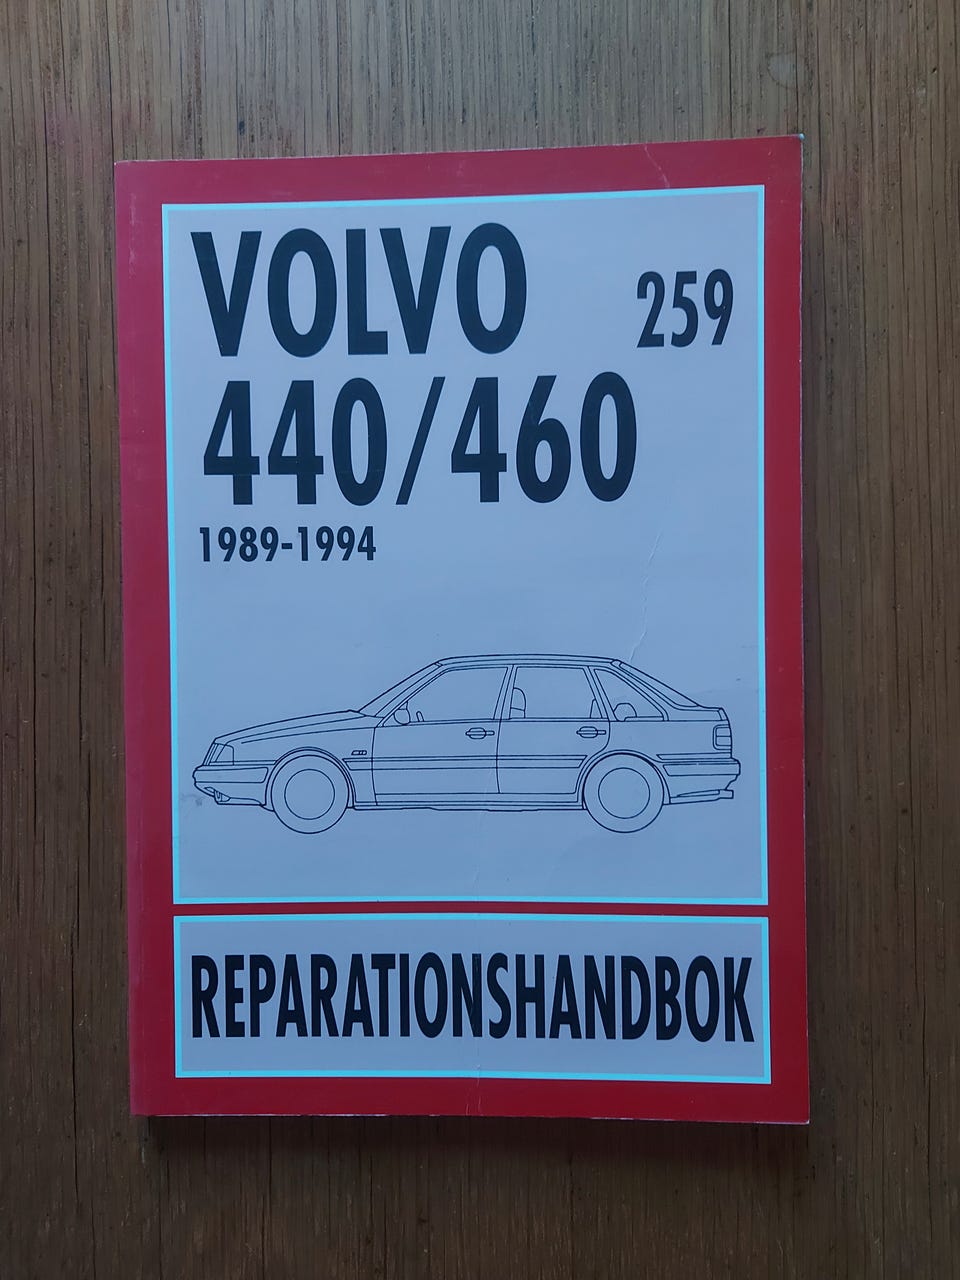 VOLVO
259
440/460
1989-1994
REPARATIONSHANDBOK